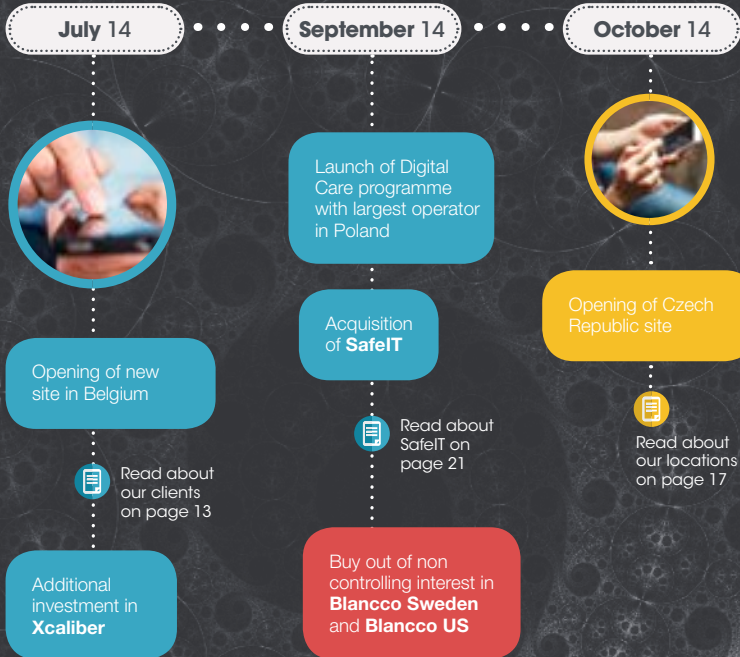 July 14
Opening of new
site in Belgium
Read about
our clients
on page 13
Additional
investment in
Xcaliber
September 14
Launch of Digital
Care programme
with largest operator
in Poland
Acquisition
of SafeIT
Read about
SafeIT on
page 21
Buy out of non
controlling interest in
Blancco Sweden
and Blancco US
October 14
Opening of Czech
Republic site
Read about
our locations
on page 17